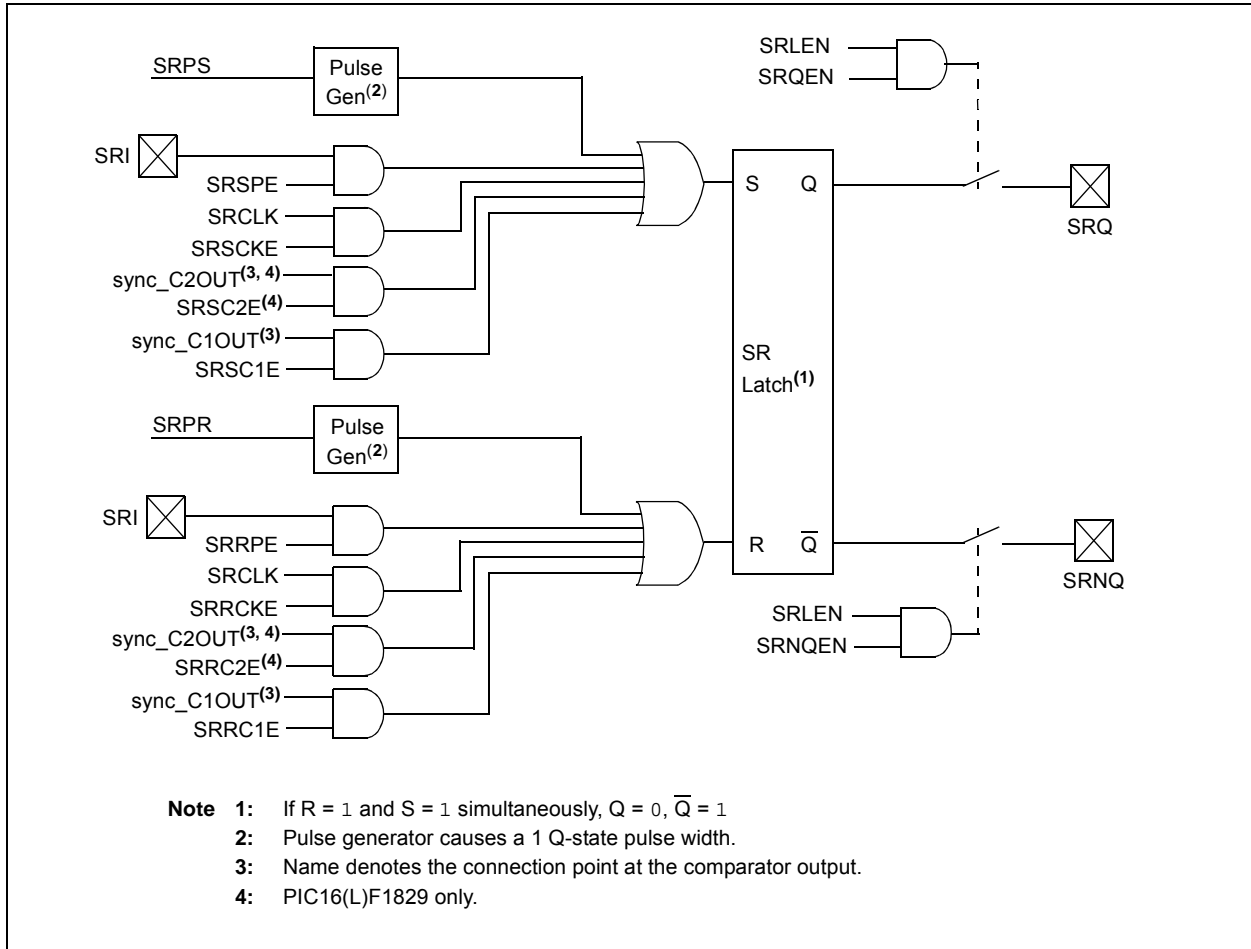 SRPS
Pulse
Gen(2)
SRI
SRSPE
SRCLK
SRSCKE
sync_C2OUT(3, 4)
SRSC2E(4)
sync_C1OUT(3)
SRSC1E
SRPR
Pulse
Gen(2)
SRI
SRRPE
SRCLK
SRRCKE
sync_C2OUT(3, 4)
SRRC2E(4)
sync_C1OUT(3)
SRRC1E
S Q
SR
Latch(1)
R Q̅
SRLEN
SRQEN
SRQ
SRNQ
SRLEN
SRNQEN
Note 1: If R = 1 and S = 1 simultaneously, Q = 0, Q̅ = 1
2: Pulse generator causes a 1 Q-state pulse width.
3: Name denotes the connection point at the comparator output.
4: PIC16(L)F1829 only.